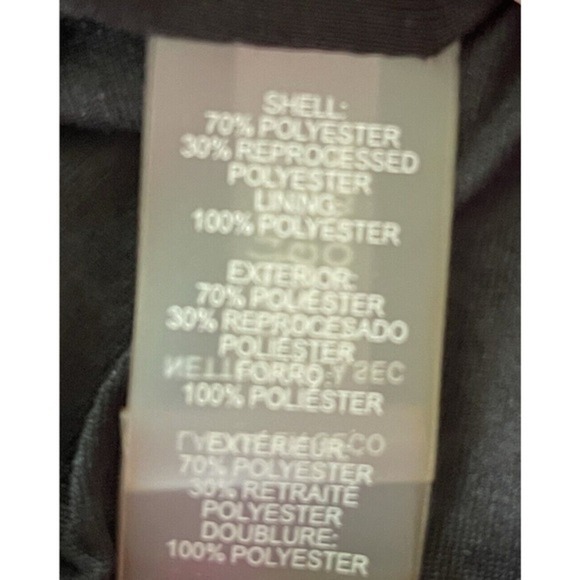 SHELL:
70% POLYESTER
30% REPROCESSED
POLYESTER
LINING:
100% POLYESTER
EXTERIOR:
70% POLIÉSTER
30% REPROCESADO
POLIÉSTER
FORRO:
100% POLIÉSTER
EXTÉRIEUR:
70% POLYESTER
30% RETRAITÉ
POLYESTER
DOUBLURE:
100% POLYESTER